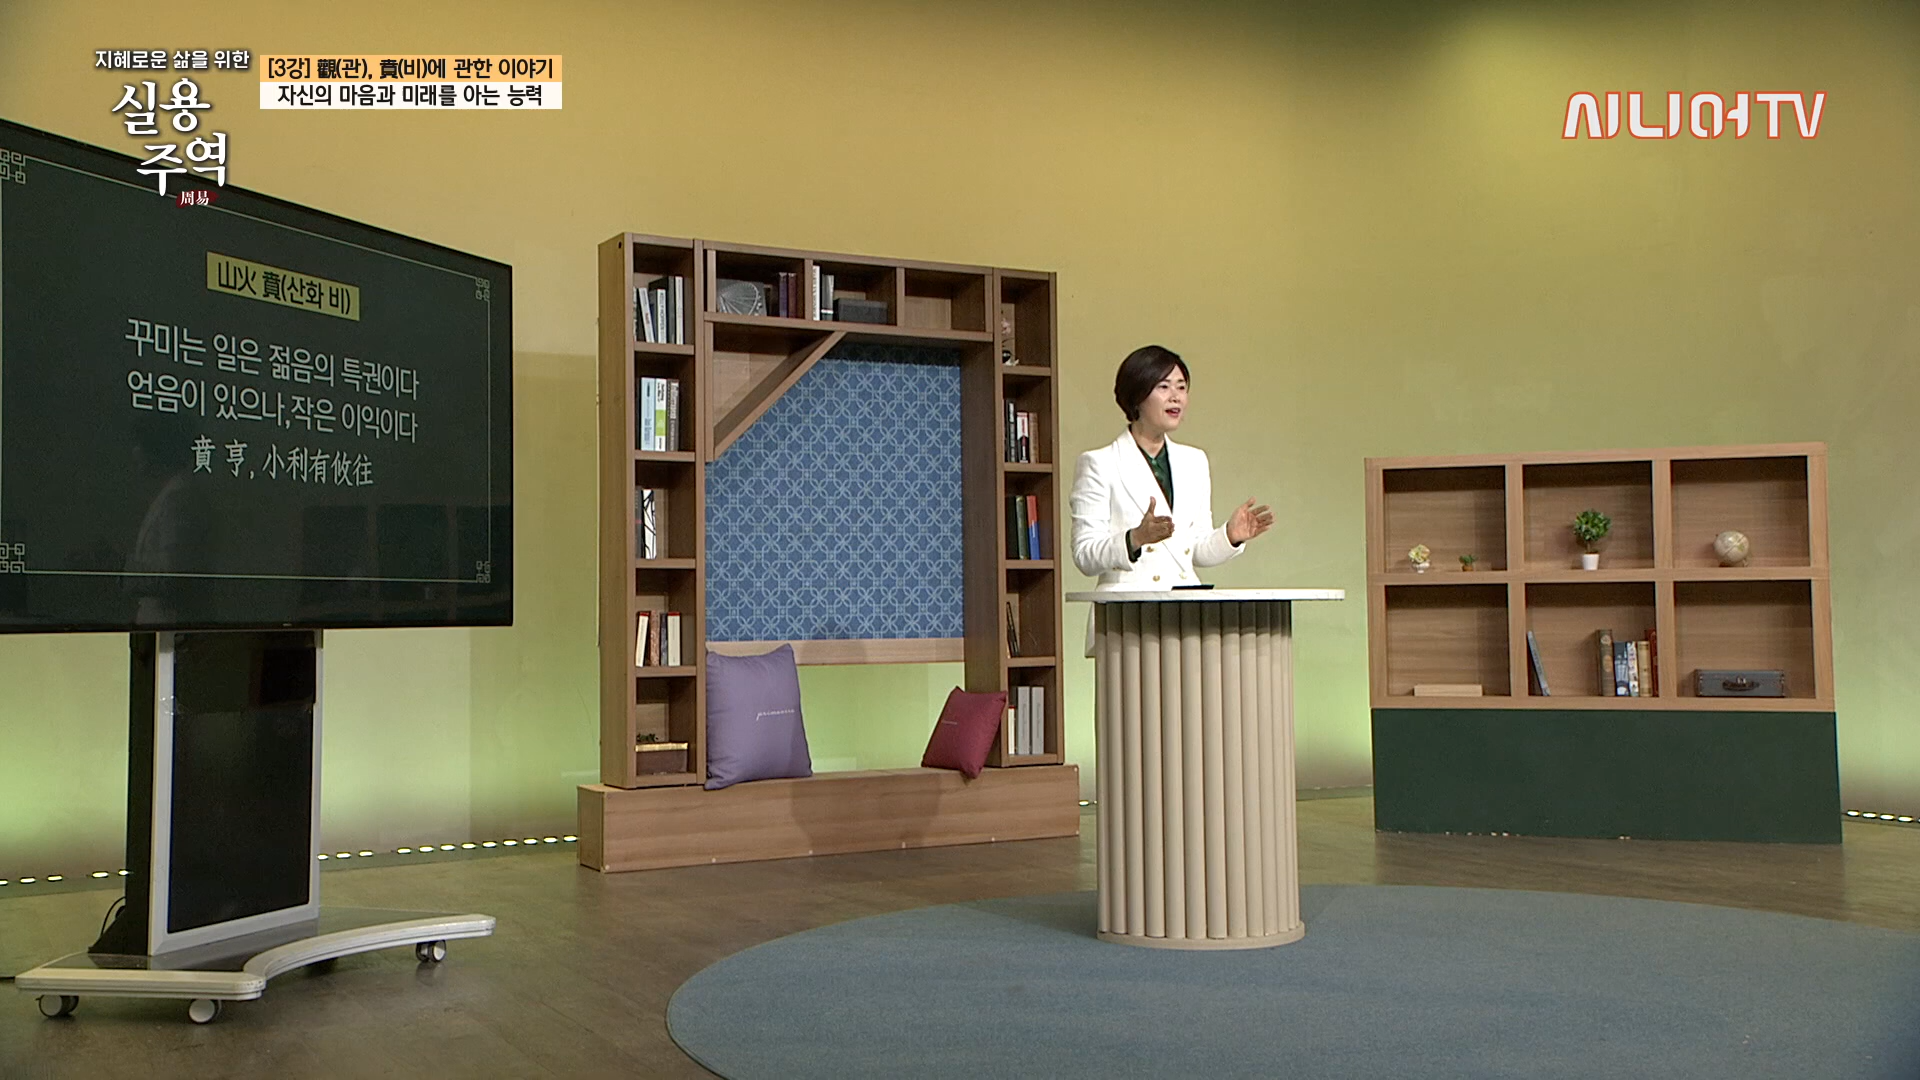 지혜로운 삶을 위한
실용
주역
周易
[3강] 觀(관), 賁(비)에 관한 이야기
자신의 마음과 미래를 아는 능력
시니어TV
山火 賁(산화 비)
꾸미는 일은 젊음의 특권이다
얻음이 있으나, 작은 이익이다
賁 亨, 小利有攸往